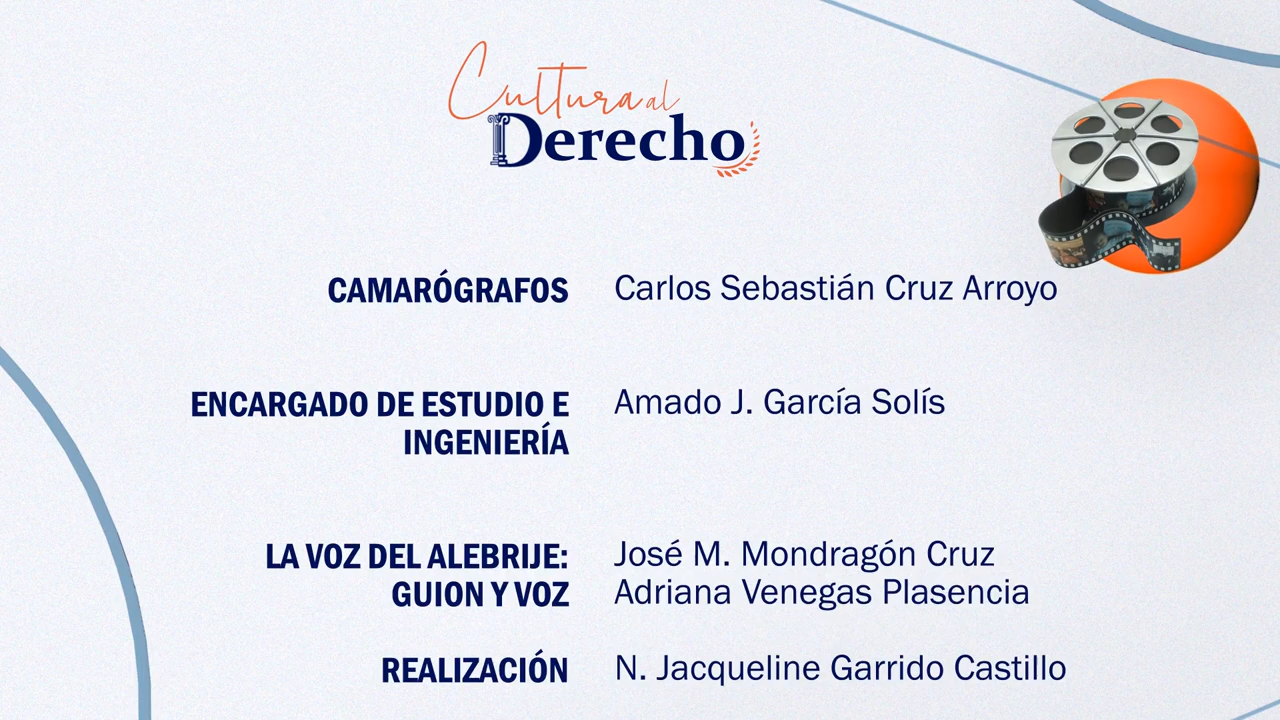 Cultura al
Derecho
CAMARÓGRAFOS Carlos Sebastián Cruz Arroyo
ENCARGADO DE ESTUDIO E Amado J. García Solís
INGENIERÍA
LA VOZ DEL ALEBRIJE: José M. Mondragón Cruz
GUION Y VOZ Adriana Venegas Plasencia
REALIZACIÓN N. Jacqueline Garrido Castillo